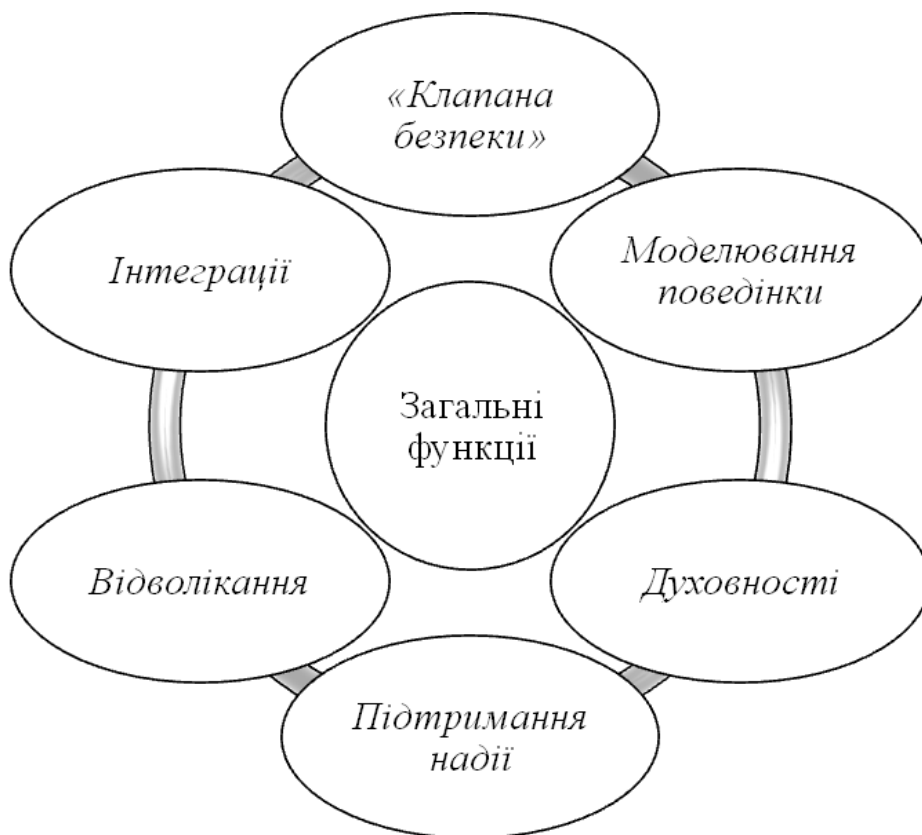 «Клапана
безпеки»
Моделювання
поведінки
Інтеграції
Загальні
функції
Відволікання
Духовності
Підтримання
надії